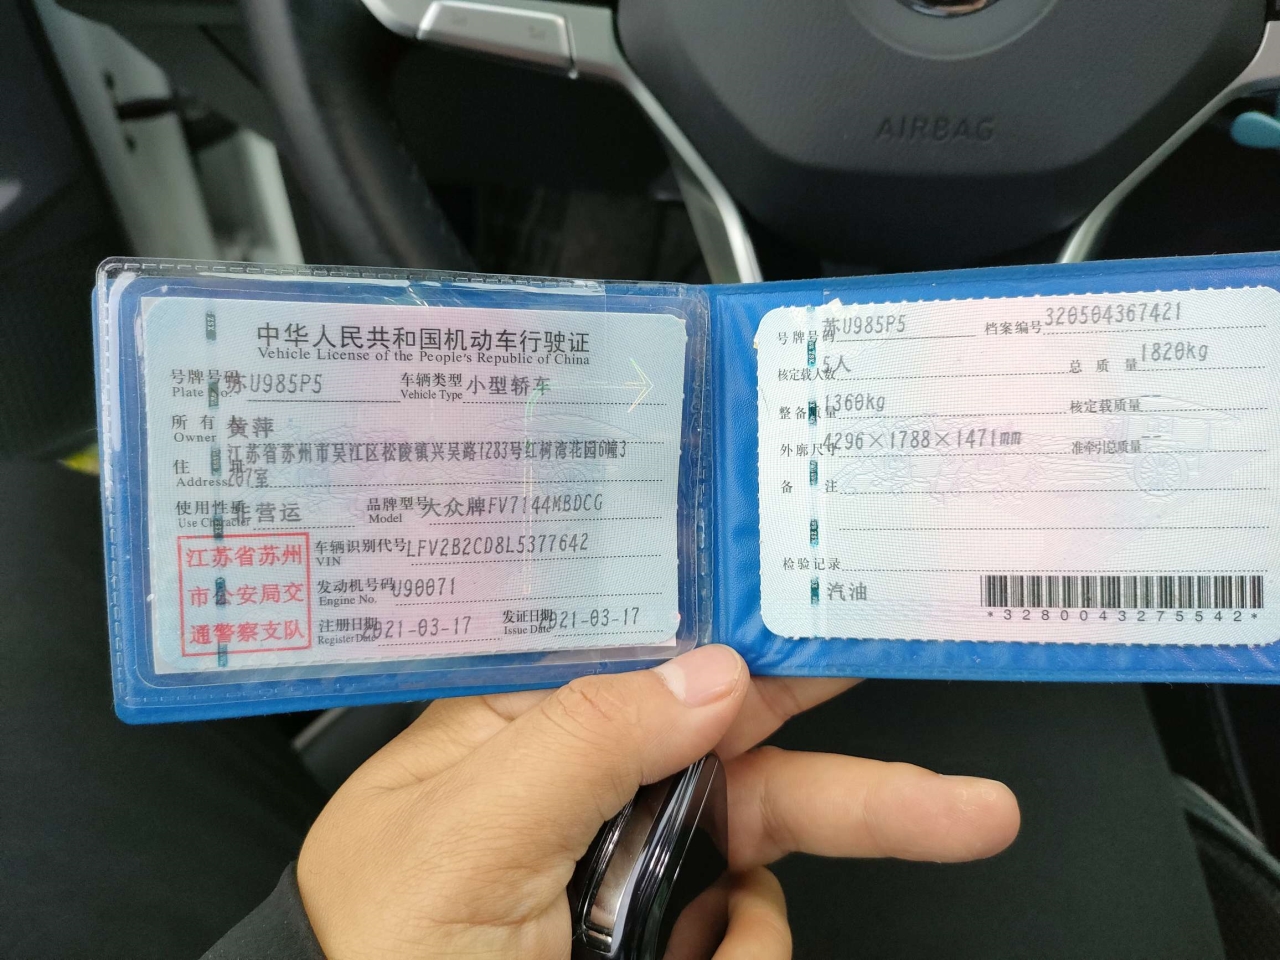 AIRBAG
中华人民共和国机动车行驶证
Vehicle License of the People's Republic of China
号牌号码 苏U985P5 车辆类型 小型轿车
Plate No. Vehicle Type
所有人 黄萍
Owner
住址 江苏省苏州市吴江区松陵镇兴吴路1283号红树湾花园6幢3
Address 207室
使用性质 非营运 品牌型号 大众牌FV7144MBDCG
Use Character Model
车辆识别代号 LFV2B2CD8L5377642
VIN
发动机号码 U90071
Engine No.
注册日期 2021-03-17 发证日期 2021-03-17
Register Date Issue Date
江苏省苏州
市公安局交
通警察支队
号牌号码 苏U985P5 档案编号 320504367421
核定载人数 5人 总质量 1820kg
整备质量 1360kg 核定载质量 --
外廓尺寸 4296×1788×1471mm 准牵引总质量 --
备注
检验记录
汽油
*3280043275542*